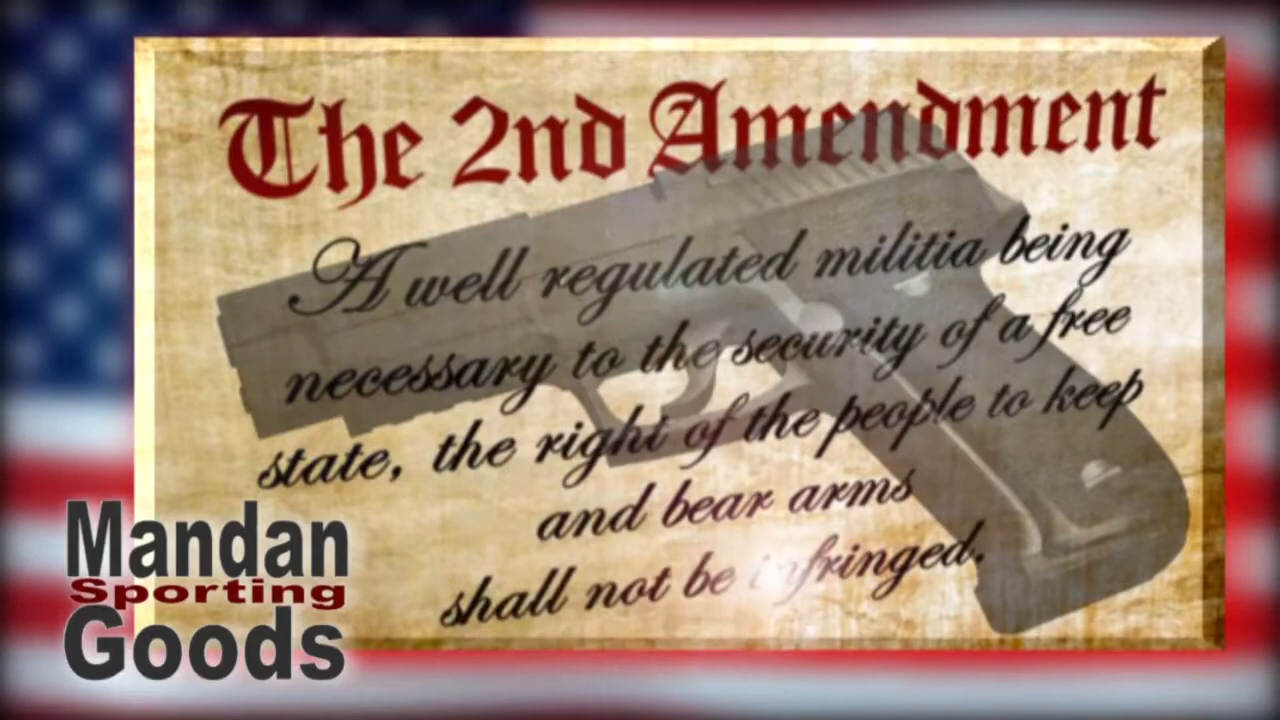 The 2nd Amendment
A well regulated militia being
necessary to the security of a free
state, the right of the people to keep
and bear arms
shall not be infringed.
Mandan
Sporting
Goods